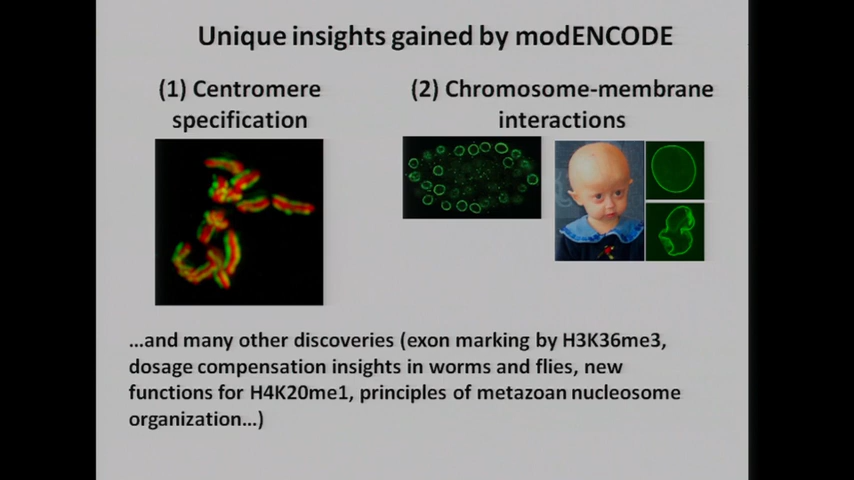 Unique insights gained by modENCODE
(1) Centromere
specification
(2) Chromosome-membrane
interactions
...and many other discoveries (exon marking by H3K36me3,
dosage compensation insights in worms and flies, new
functions for H4K20me1, principles of metazoan nucleosome
organization...)